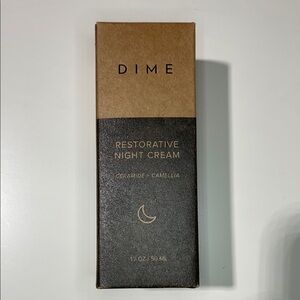 DIME
RESTORATIVE
NIGHT CREAM
CERAMIDE + CAMELLIA
1.7 OZ / 50 ML